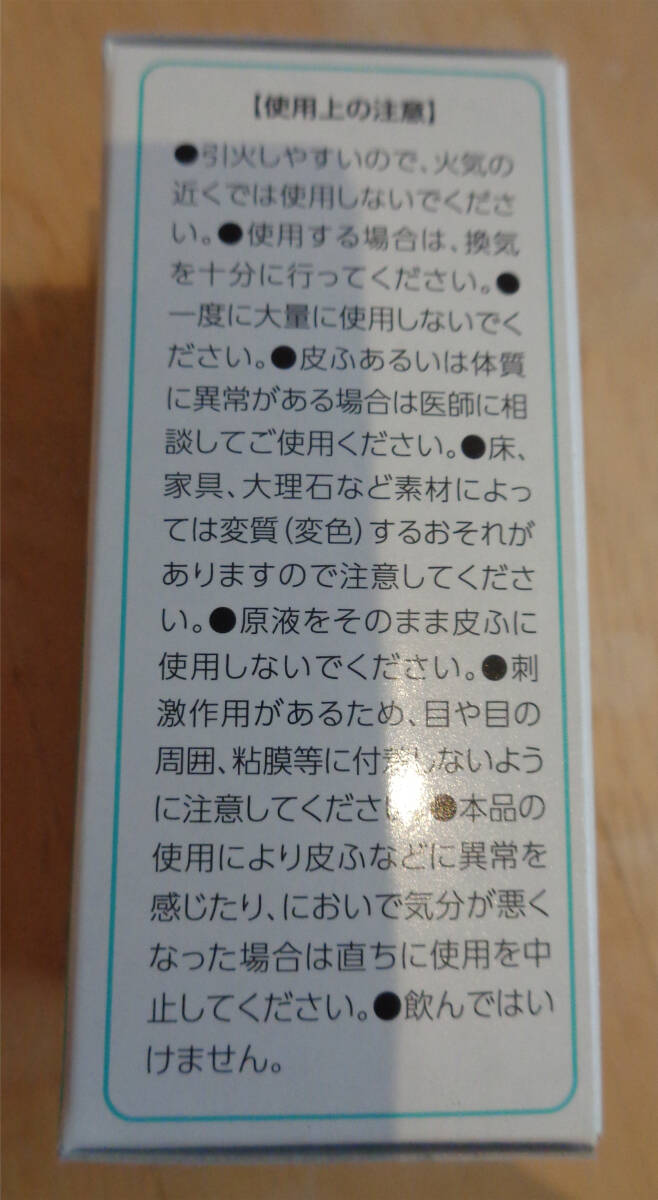 【使用上の注意】
●引火しやすいので、火気の
近くでは使用しないでくださ
い。●使用する場合は、換気
を十分に行ってください。●
一度に大量に使用しないでく
ださい。●皮ふあるいは体質
に異常がある場合は医師に相
談してご使用ください。●床、
家具、大理石など素材によっ
ては変質(変色)するおそれが
ありますので注意してくださ
い。●原液をそのまま皮ふに
使用しないでください。●刺
激作用があるため、目や目の
周囲、粘膜等に付着しないよう
に注意してください。●本品の
使用により皮ふなどに異常を
感じたり、においで気分が悪く
なった場合は直ちに使用を中
止してください。●飲んではい
けません。